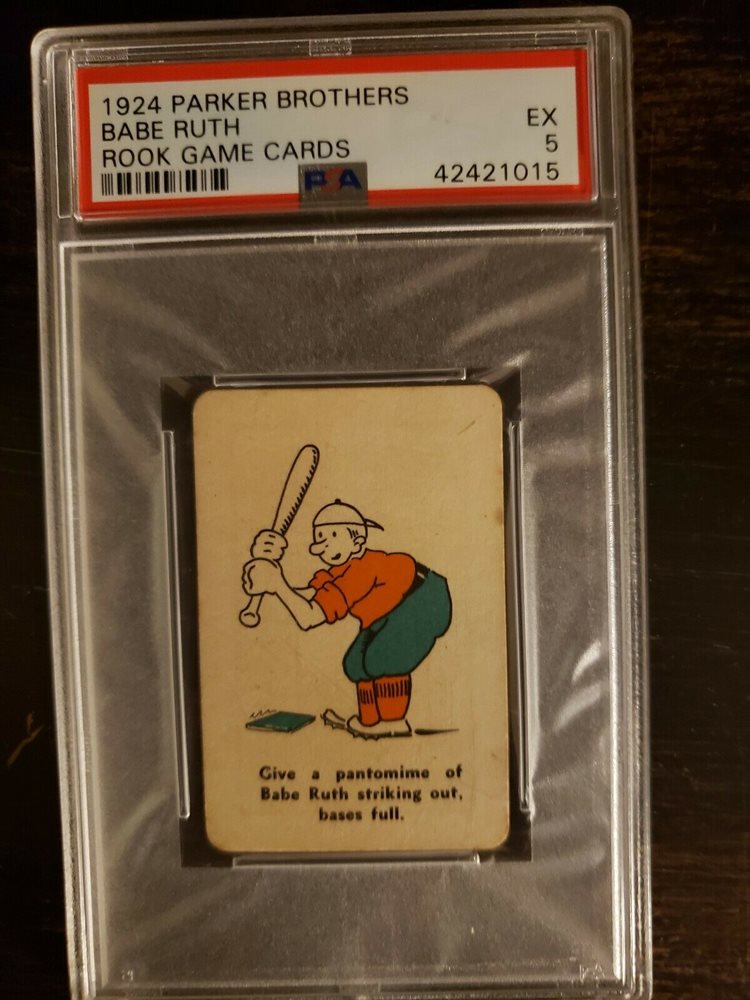 1924 PARKER BROTHERS
BABE RUTH EX
ROOK GAME CARDS 5
PSA 42421015
Give a pantomime of
Babe Ruth striking out,
bases full.